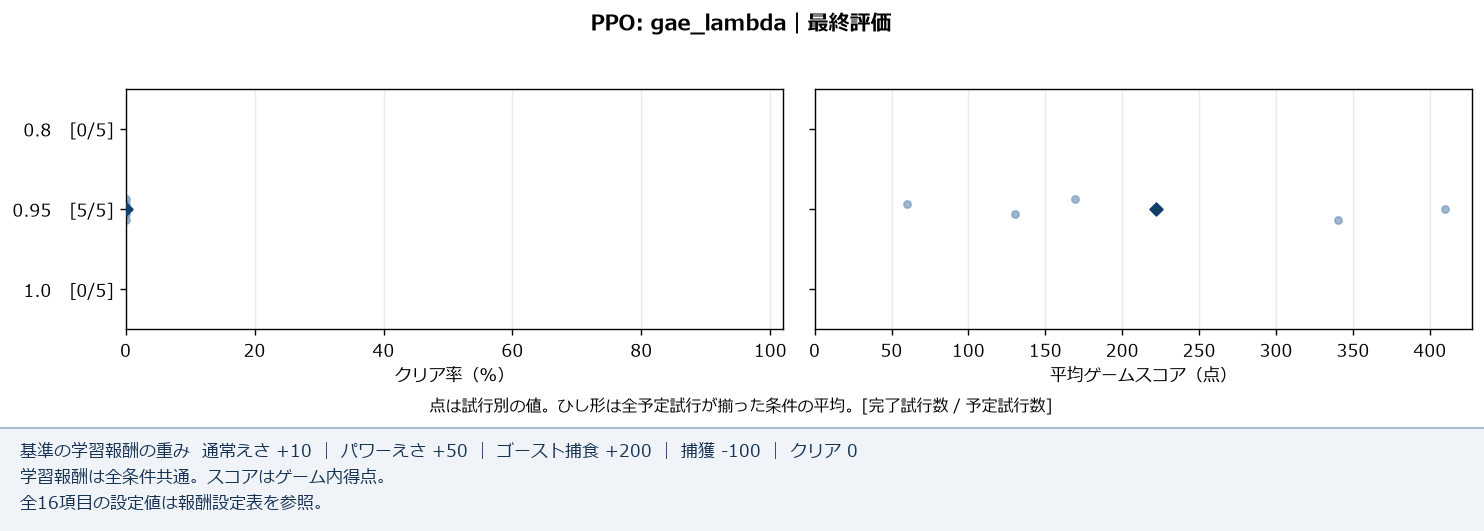 PPO: gae_lambda｜最終評価
0.8 [0/5]
0.95 [5/5]
1.0 [0/5]
0 20 40 60 80 100
クリア率（%）
0 50 100 150 200 250 300 350 400
平均ゲームスコア（点）
点は試行別の値。ひし形は全予定試行が揃った条件の平均。[完了試行数 / 予定試行数]
基準の学習報酬の重み 通常えさ +10 ｜ パワーえさ +50 ｜ ゴースト捕食 +200 ｜ 捕獲 -100 ｜ クリア 0
学習報酬は全条件共通。スコアはゲーム内得点。
全16項目の設定値は報酬設定表を参照。